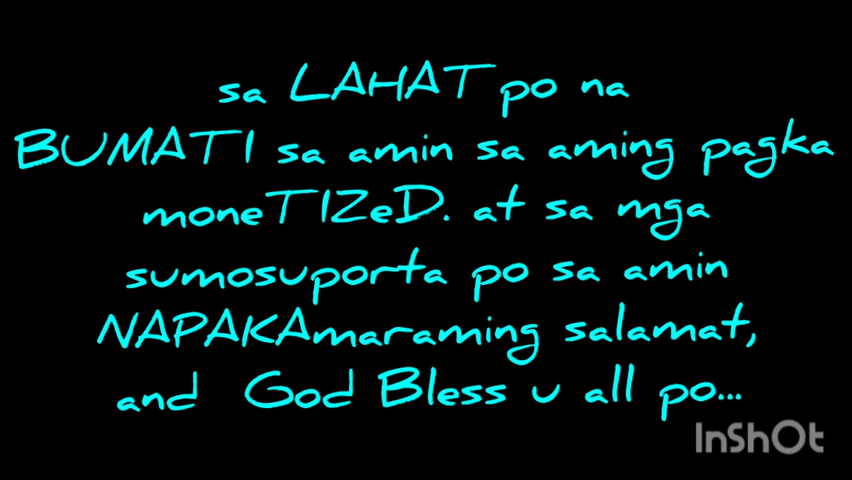 sa LAHAT po na
BUMATI sa amin sa aming pagka
moneTIZeD. at sa mga
sumosuporta po sa amin
NAPAKAmaraming salamat,
and God Bless u all po...
InShOt